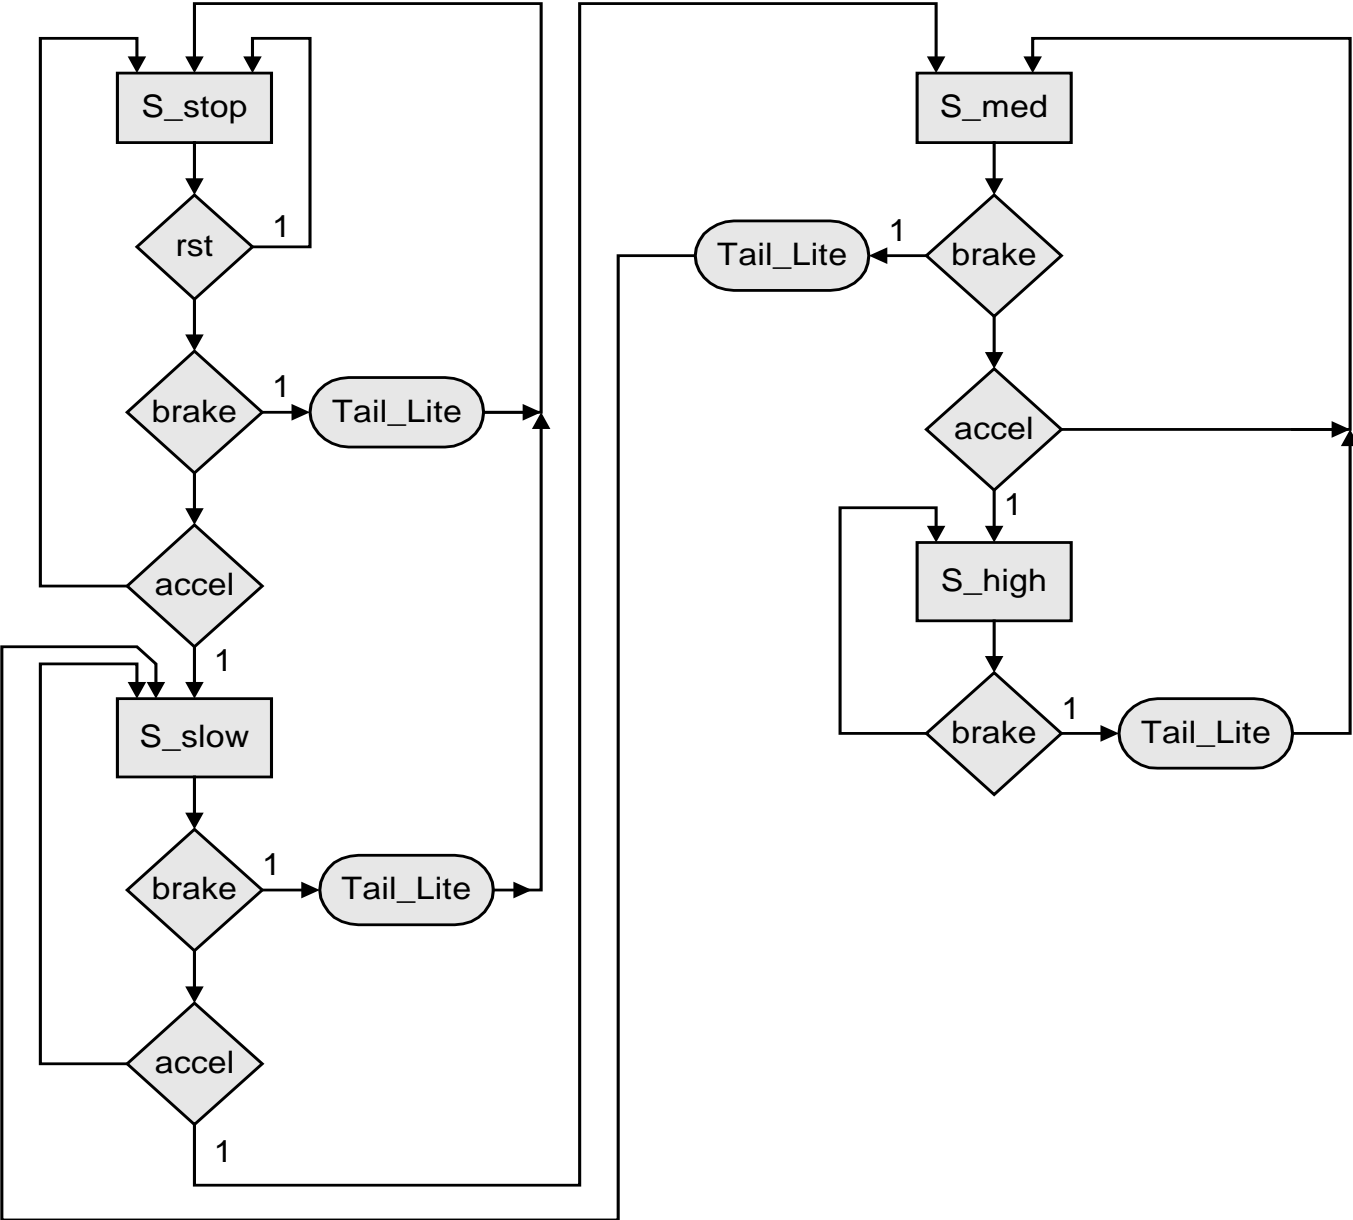 S_stop
rst
1
brake
1
Tail_Lite
accel
1
S_slow
brake
1
Tail_Lite
accel
1
S_med
brake
1
Tail_Lite
accel
1
S_high
brake
1
Tail_Lite